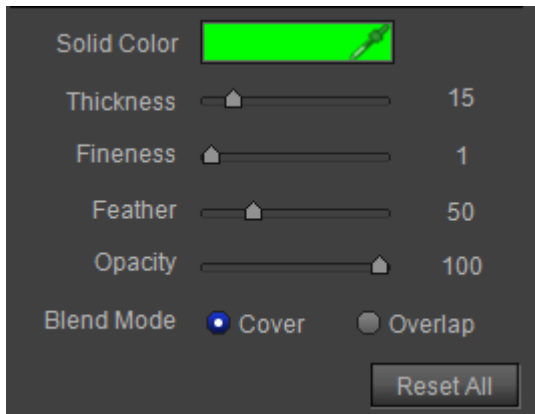 Solid Color
Thickness 15
Fineness 1
Feather 50
Opacity 100
Blend Mode Cover Overlap
Reset All